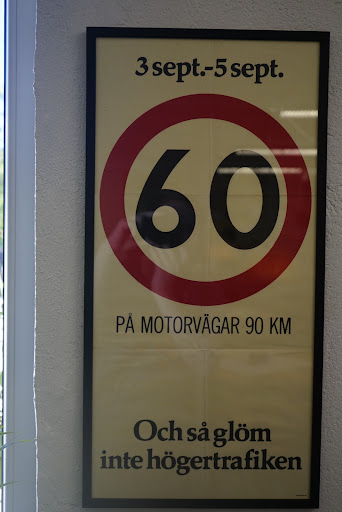 3 sept.-5 sept.
60
PÅ MOTORVÄGAR 90 KM
Och så glöm
inte högertrafiken